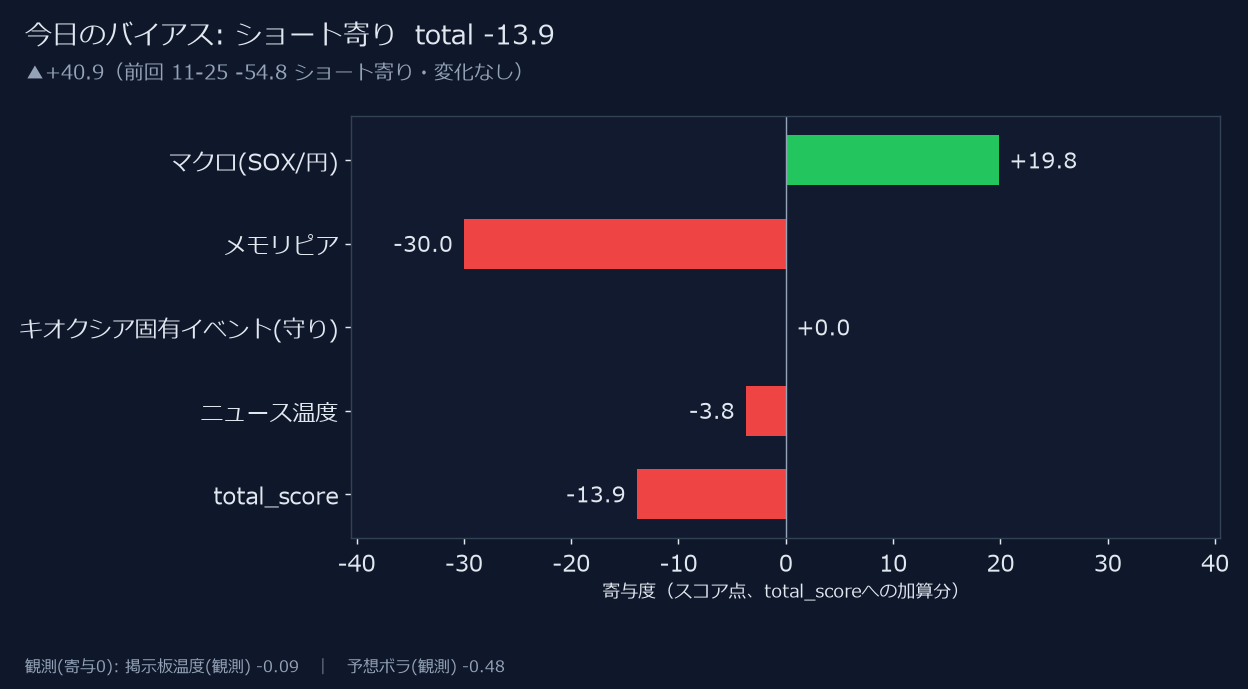 今日のバイアス: ショート寄り  total -13.9
▲+40.9（前回 11-25 -54.8 ショート寄り・変化なし）
マクロ(SOX/円)
+19.8
メモリピア
-30.0
キオクシア固有イベント(守り)
+0.0
ニュース温度
-3.8
total_score
-13.9
-40 -30 -20 -10 0 10 20 30 40
寄与度（スコア点、total_scoreへの加算分）
観測(寄与0): 掲示板温度(観測) -0.09 ｜ 予想ボラ(観測) -0.48